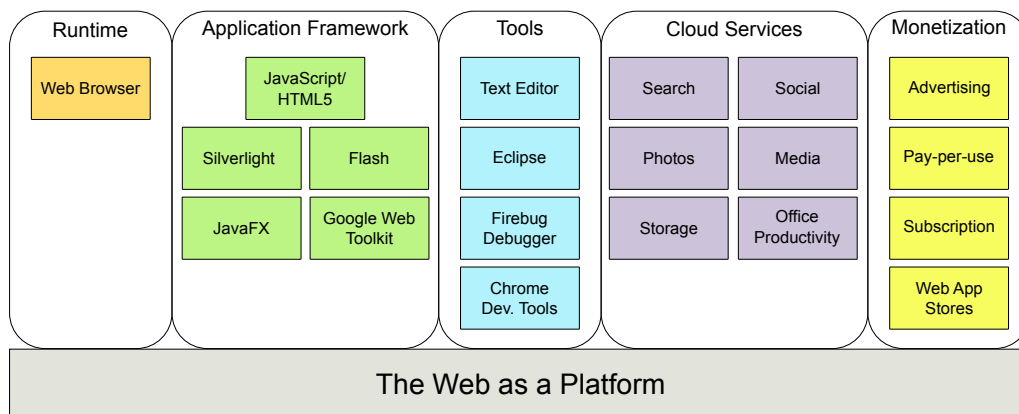 Runtime
Application Framework
Tools
Cloud Services
Monetization
Web Browser
JavaScript/
HTML5
Silverlight
Flash
JavaFX
Google Web
Toolkit
Text Editor
Eclipse
Firebug
Debugger
Chrome
Dev. Tools
Search
Social
Photos
Media
Storage
Office
Productivity
Advertising
Pay-per-use
Subscription
Web App
Stores
The Web as a Platform